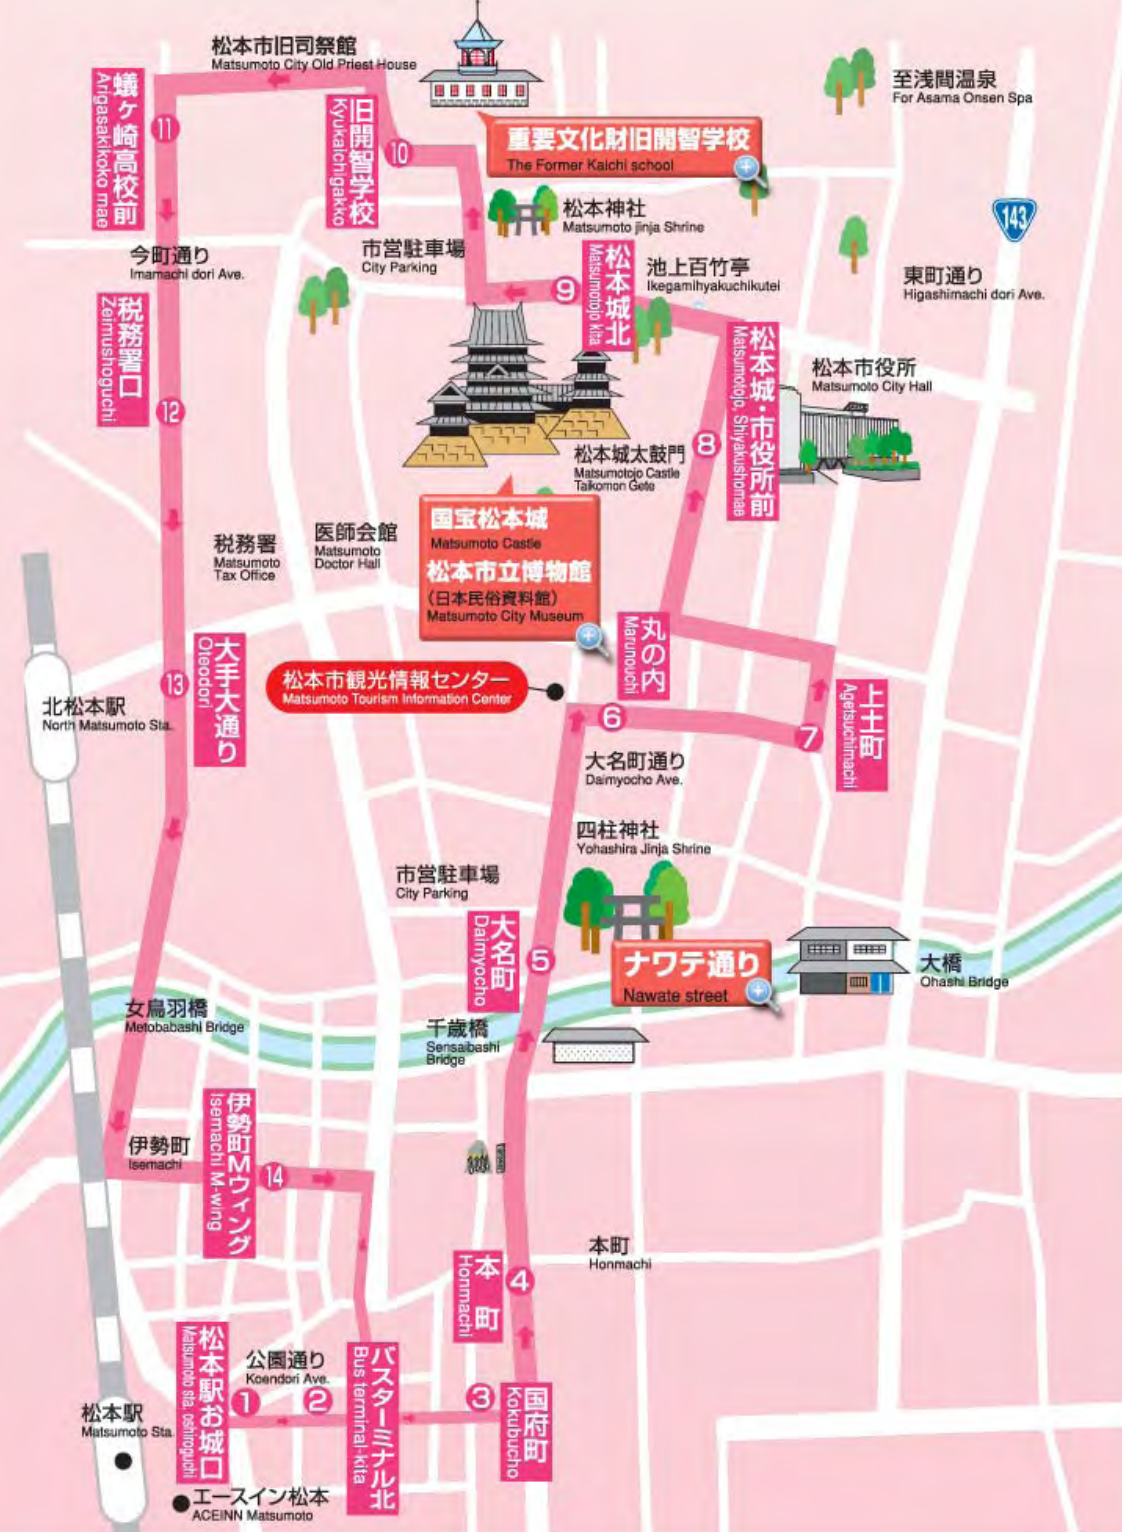 松本市旧司祭館
Matsumoto City Old Priest House
蟻ヶ崎高校前
Arigasakikoko mae
11
旧開智学校
Kyukaichigakko
10
重要文化財旧開智学校
The Former Kaichi school
至浅間温泉
For Asama Onsen Spa
143
松本神社
Matsumoto jinja Shrine
今町通り
Imamachi dori Ave.
市営駐車場
City Parking
9
松本城北
Matsumotojo kita
池上百竹亭
Ikegamihyakuchikutei
東町通り
Higashimachi dori Ave.
税務署口
Zeimushoguchi
12
松本城・市役所前
Matsumotojo, Shiyakushomae
8
松本市役所
Matsumoto City Hall
松本城太鼓門
Matsumotojo Castle
Taikomon Gate
国宝松本城
Matsumoto Castle
松本市立博物館
(日本民俗資料館)
Matsumoto City Museum
税務署
Matsumoto
Tax Office
医師会館
Matsumoto
Doctor Hall
丸の内
Marunouchi
13
大手大通り
Oteodori
松本市観光情報センター
Matsumoto Tourism Information Center
北松本駅
North Matsumoto Sta.
6
7
上土町
Agetsuchimachi
大名町通り
Daimyocho Ave.
四柱神社
Yohashira Jinja Shrine
市営駐車場
City Parking
大名町
Daimyocho
5
ナワテ通り
Nawate street
大橋
Ohashi Bridge
女鳥羽橋
Metobabashi Bridge
千歳橋
Sensaibashi
Bridge
伊勢町
Isemachi
伊勢町Mウィング
Isemachi M-wing
14
本町
Honmachi
4
本町
Honmachi
松本駅お城口
Matsumoto sta. oshiroguchi
公園通り
Koendori Ave.
1
2
バスターミナル北
Bus terminal-kita
3
国府町
Kokubucho
松本駅
Matsumoto Sta.
エースイン松本
ACEINN Matsumoto